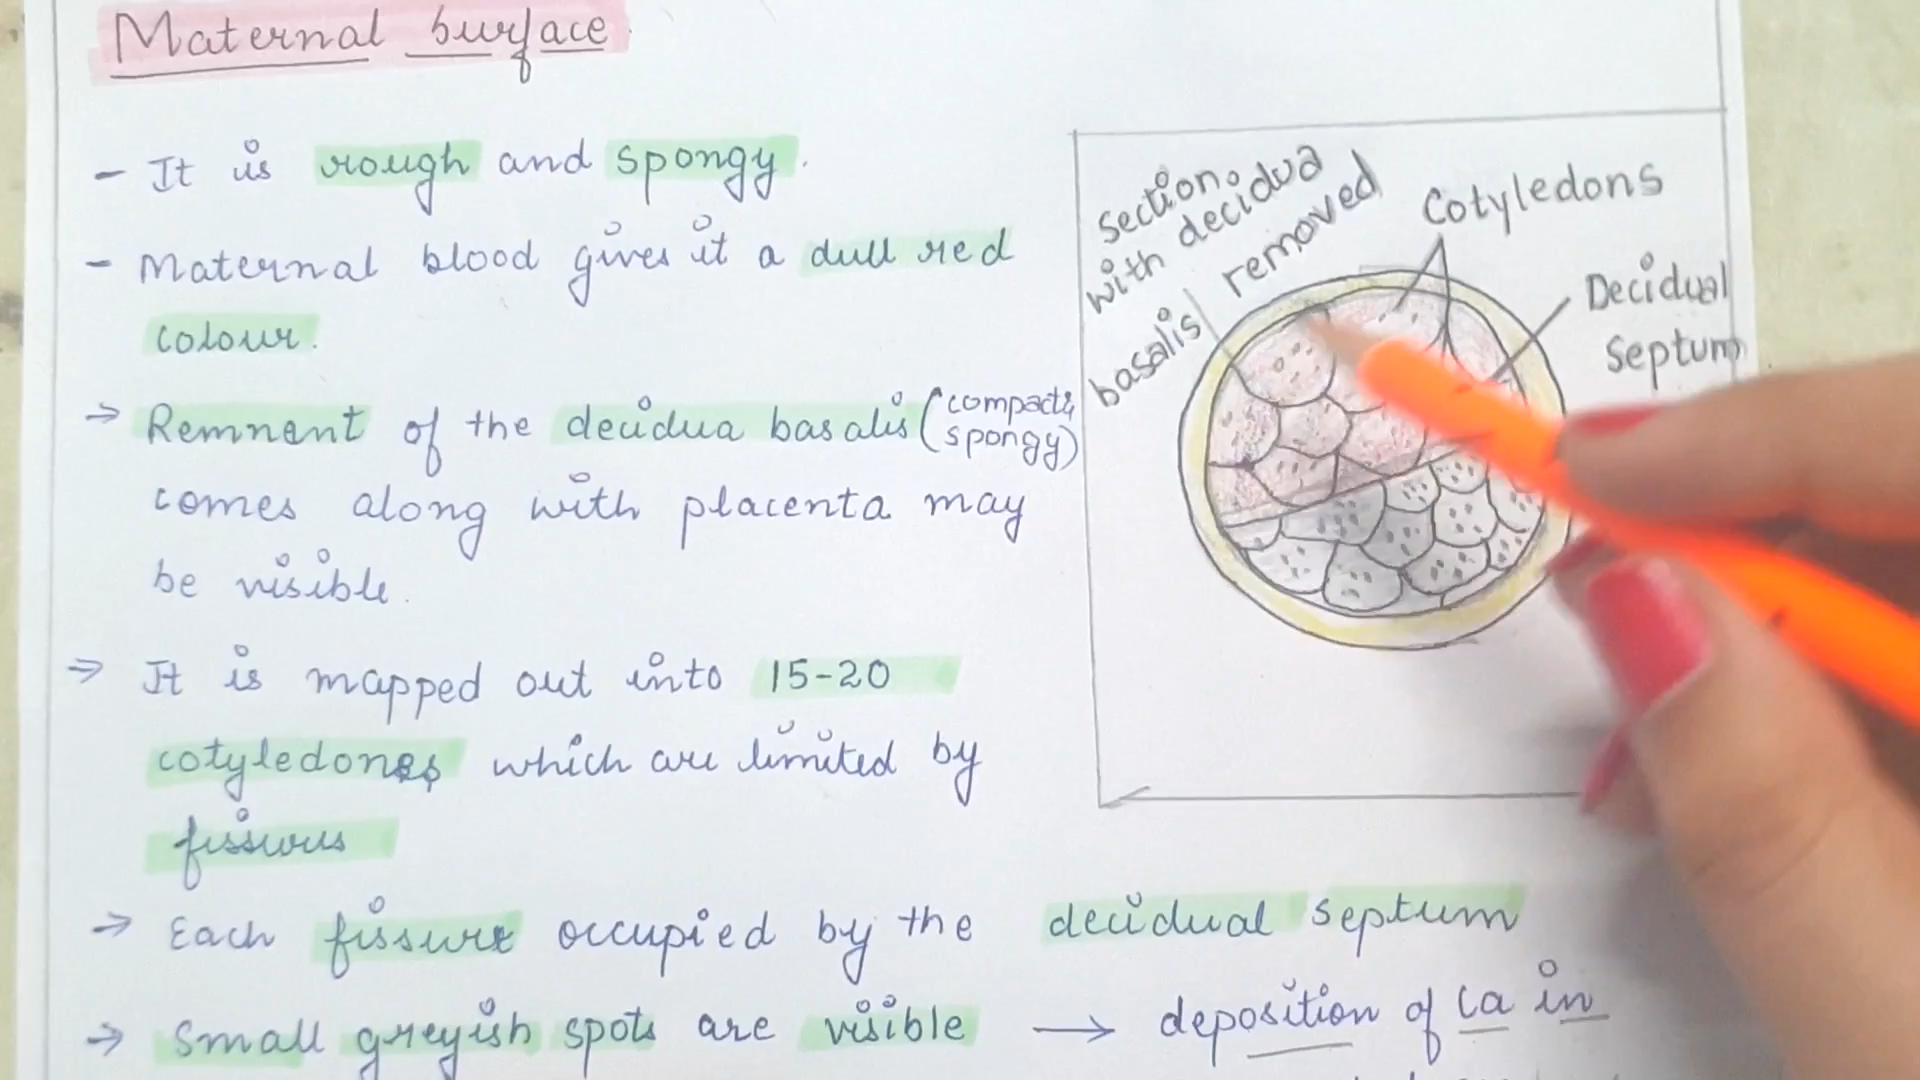 Maternal Surface
- It is rough and spongy.
- Maternal blood gives it a dull red
colour.
→ Remnant of the decidua basalis (compact &
spongy)
comes along with placenta may
be visible.
→ It is mapped out into 15-20
cotyledons which are limited by
fissures
→ Each fissure occupied by the decidual septum
→ Small greyish spots are visible → deposition of Ca in
Section
with decidua
basalis removed
Cotyledons
Decidual
Septum